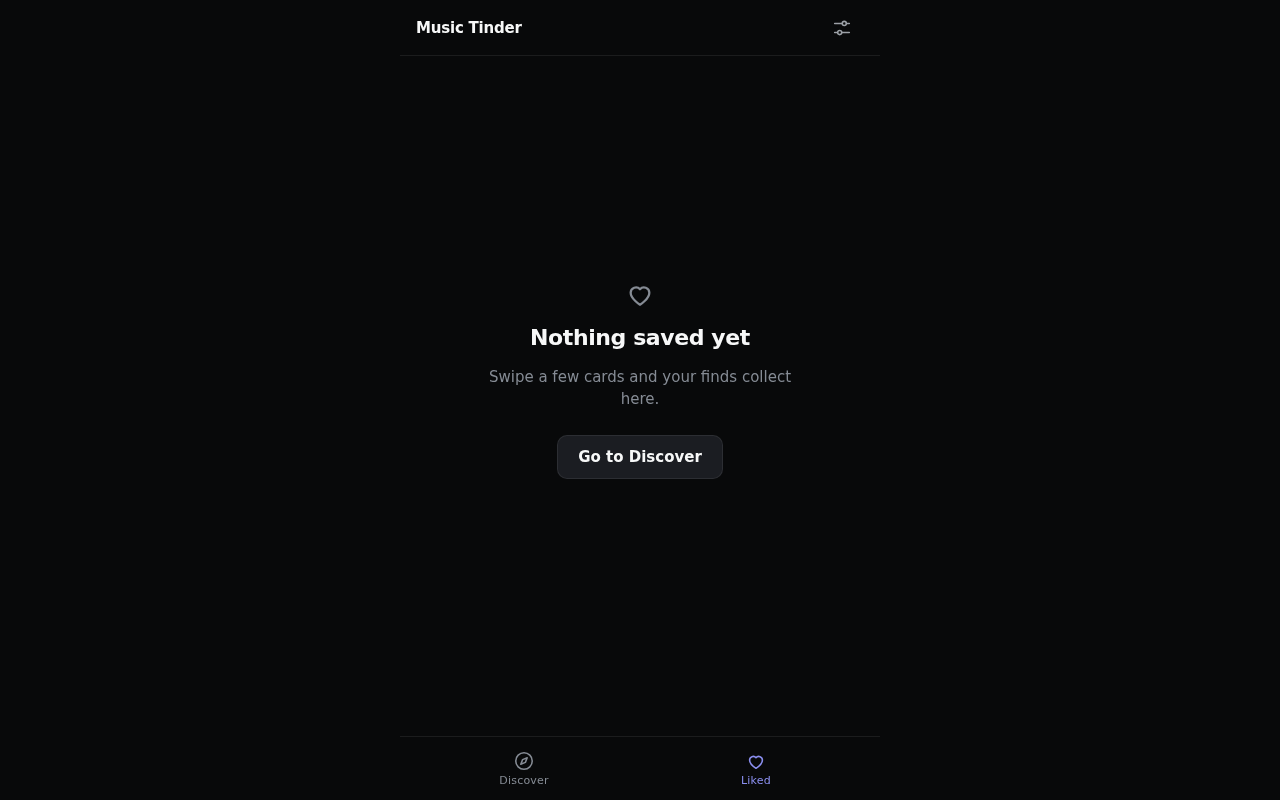 Music Tinder
Nothing saved yet
Swipe a few cards and your finds collect
here.
Go to Discover
Discover
Liked